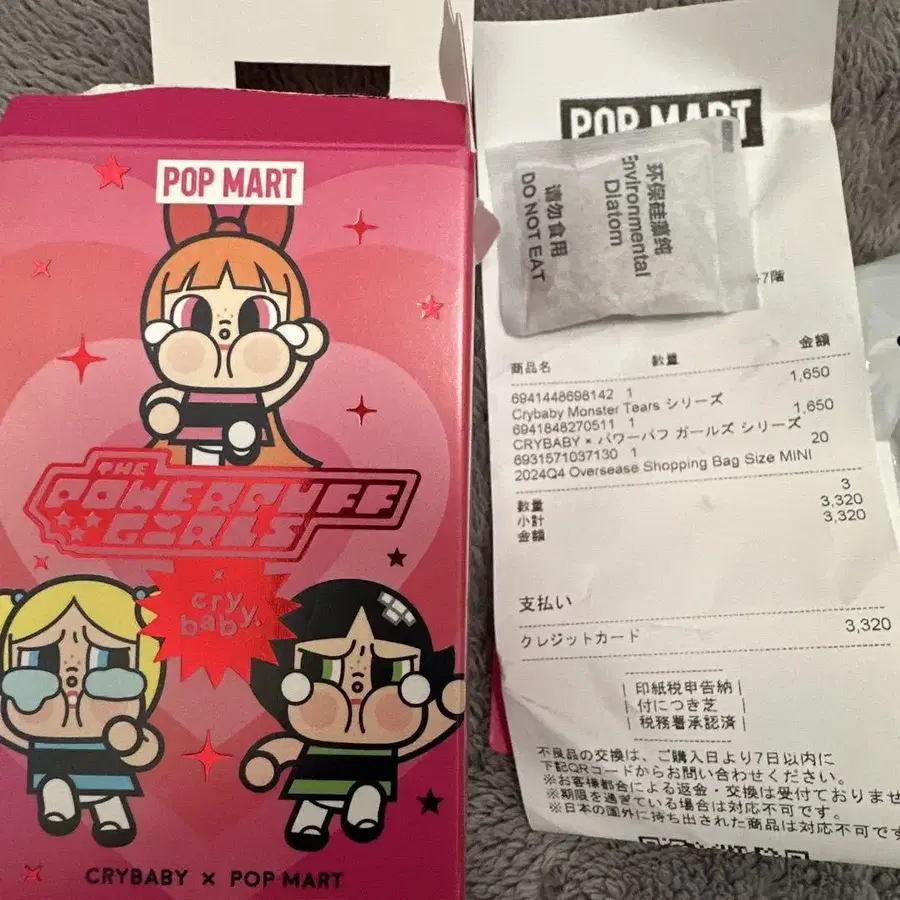 POP MART
THE
POWERPUFF
GIRLS
cry
baby.
CRYBABY × POP MART
POP MART
环保硅藻纯
Environmental
Diatom
请勿食用
DO NOT EAT
7階
金額
商品名 数量
6941448698142 1 1,650
Crybaby Monster Tears シリーズ
6941848270511 1 1,650
CRYBABY × パワーパフ ガールズ シリーズ
6931571037130 1 20
2024Q4 Oversease Shopping Bag Size MINI
数量 3
小計 3,320
金額 3,320
支払い
クレジットカード 3,320
印紙税申告納
付につき芝
税務署承認済
不良品の交換は、ご購入日より7日以内に
下記QRコードからお問い合わせください。
※お客様都合による返金・交換は受付ておりませ
※期限を過ぎている場合は対応不可です。
※日本の国外に持ち出された商品は対応不可です